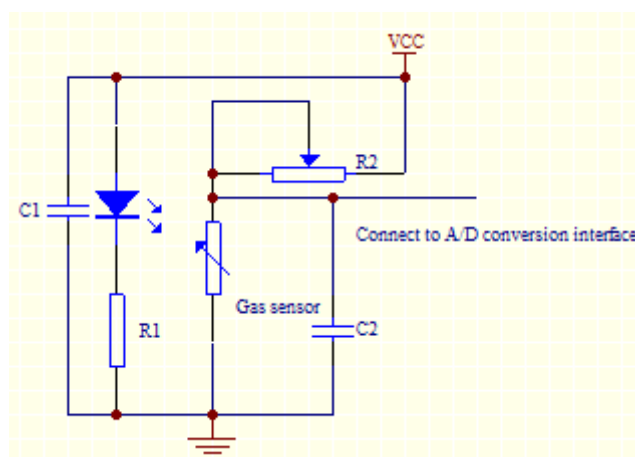 VCC
R2
C1
Connect to A/D conversion interface
Gas sensor
R1
C2